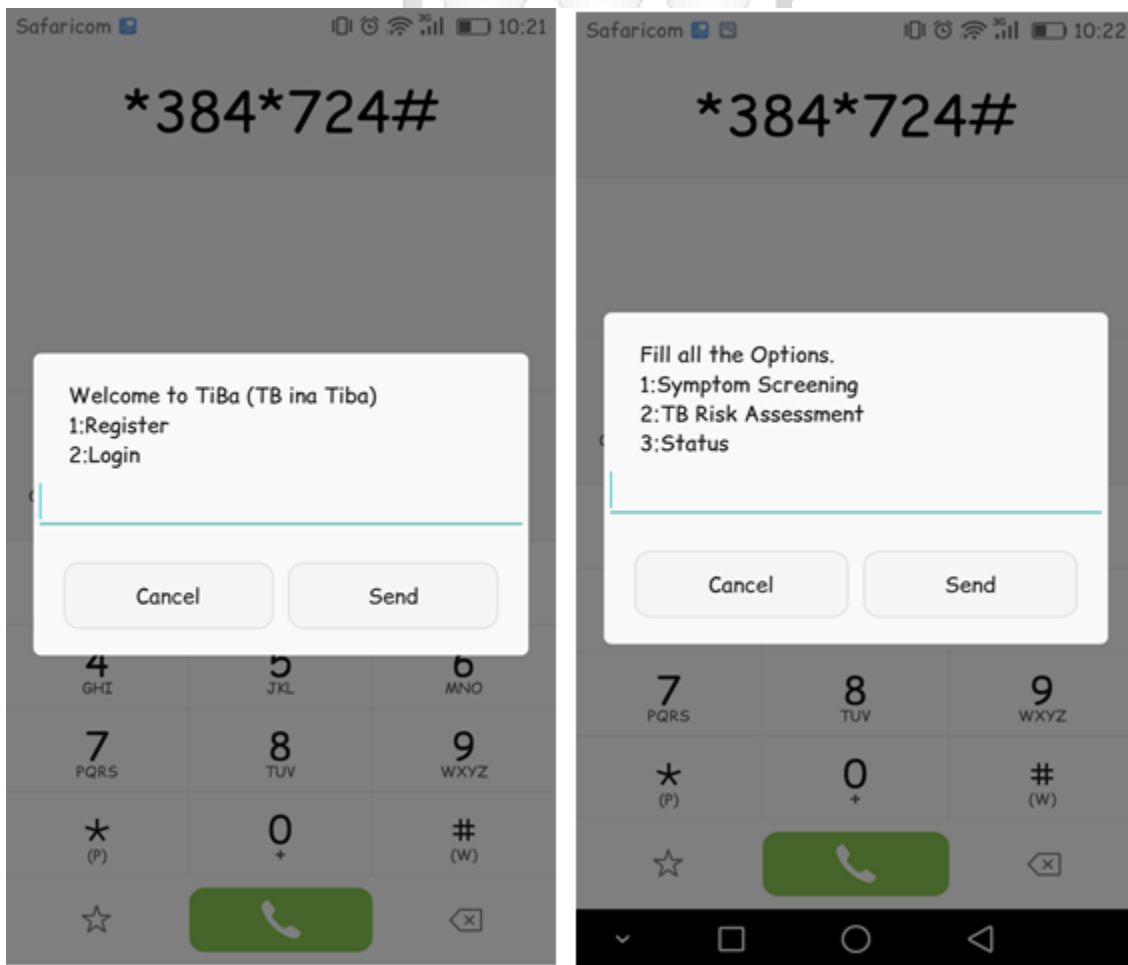 Safaricom 3G 10:21
*384*724#
Welcome to TiBa (TB ina Tiba)
1:Register
2:Login
Cancel Send
4 5 6
GHI JKL MNO
7 8 9
PQRS TUV WXYZ
* 0 #
(P) + (W)
Safaricom 3G 10:22
*384*724#
Fill all the Options.
1:Symptom Screening
2:TB Risk Assessment
3:Status
Cancel Send
7 8 9
PQRS TUV WXYZ
* 0 #
(P) + (W)